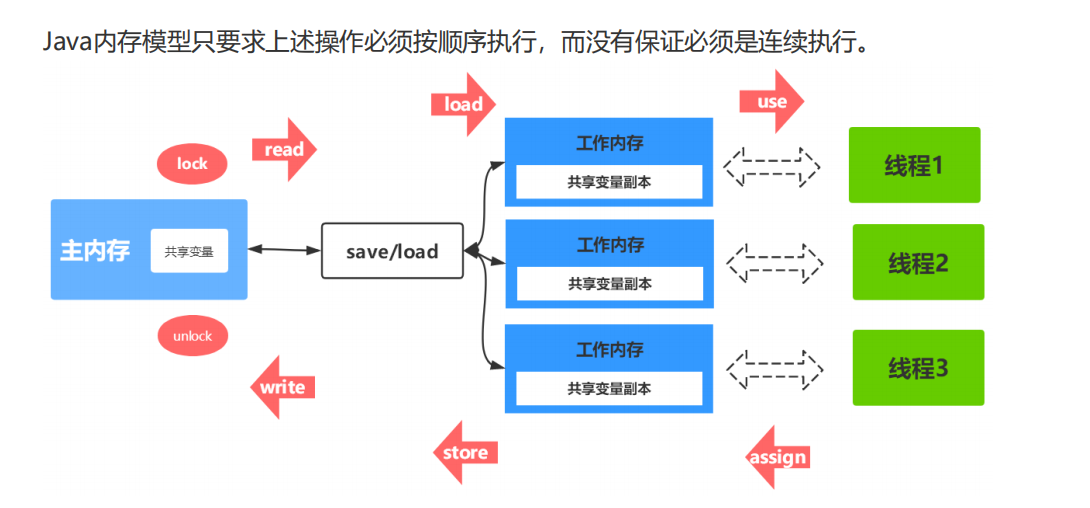 Java内存模型只要求上述操作必须按顺序执行，而没有保证必须是连续执行。
load
use
read
lock
工作内存
共享变量副本
线程1
主内存
共享变量
save/load
工作内存
共享变量副本
线程2
unlock
工作内存
共享变量副本
线程3
write
store
assign